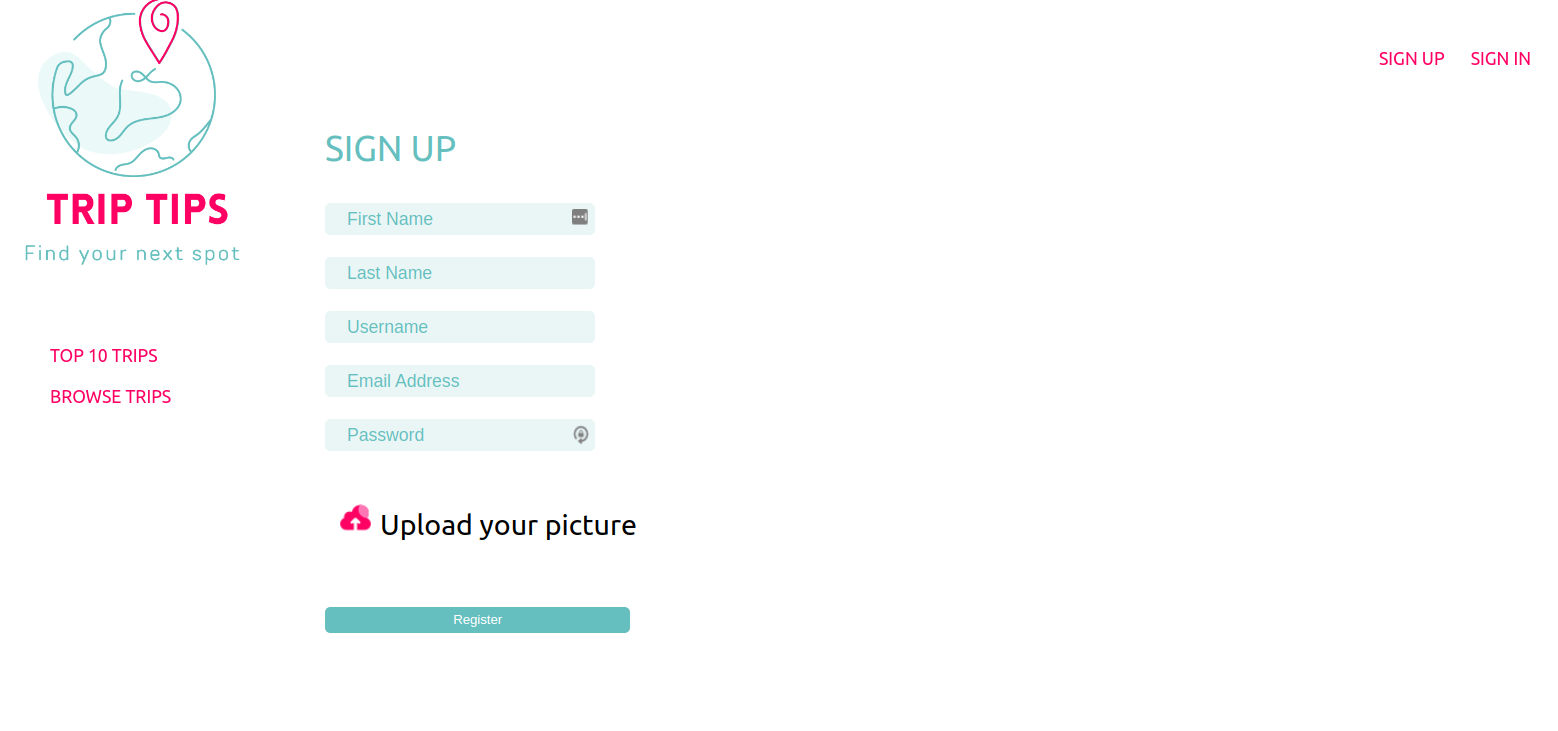 SIGN UP SIGN IN
TRIP TIPS
Find your next spot
TOP 10 TRIPS
BROWSE TRIPS
SIGN UP
First Name
Last Name
Username
Email Address
Password
Upload your picture
Register